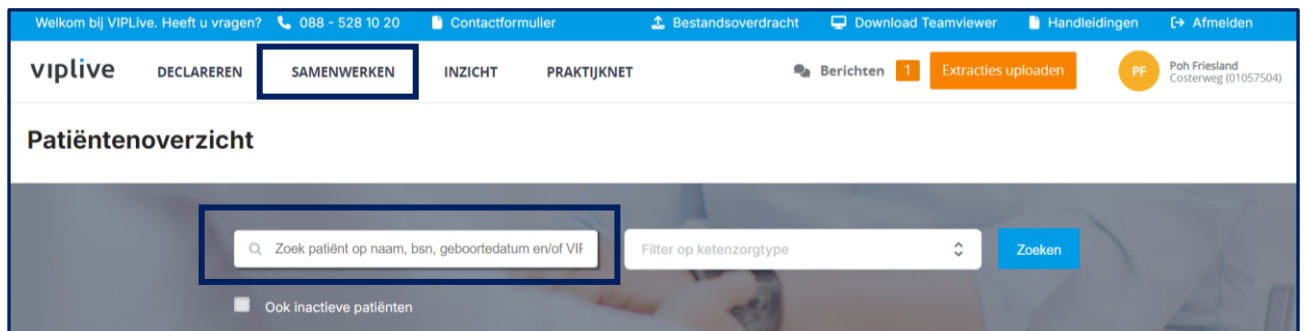 Welkom bij VIPLive. Heeft u vragen? 088 - 528 10 20 Contactformulier Bestandsoverdracht Download Teamviewer Handleidingen Afmelden
viplive DECLAREREN SAMENWERKEN INZICHT PRAKTIJKNET Berichten 1 Extracties uploaden PF Poh Friesland
Costerweg (01057504)
Patiëntenoverzicht
Zoek patiënt op naam, bsn, geboortedatum en/of VIF Filter op ketenzorgtype Zoeken
Ook inactieve patiënten